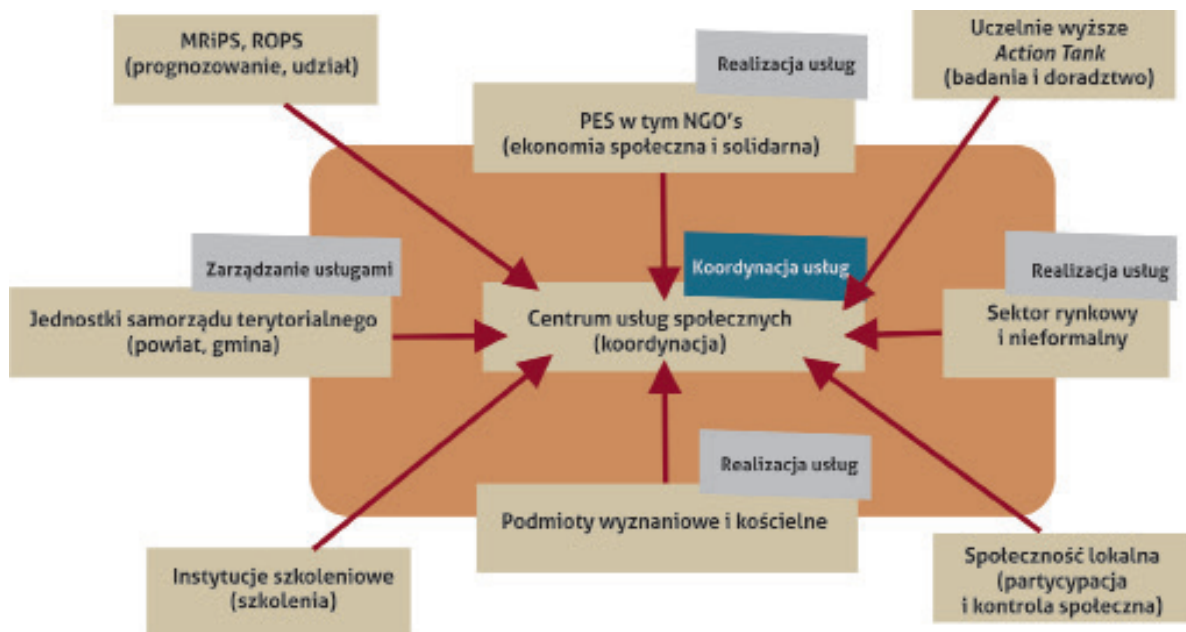 MRiPS, ROPS
(prognozowanie, udział)
Realizacja usług
PES w tym NGO's
(ekonomia społeczna i solidarna)
Uczelnie wyższe
Action Tank
(badania i doradztwo)
Zarządzanie usługami
Jednostki samorządu terytorialnego
(powiat, gmina)
Koordynacja usług
Centrum usług społecznych
(koordynacja)
Realizacja usług
Sektor rynkowy
i nieformalny
Instytucje szkoleniowe
(szkolenia)
Realizacja usług
Podmioty wyznaniowe i kościelne
Społeczność lokalna
(partycypacja
i kontrola społeczna)